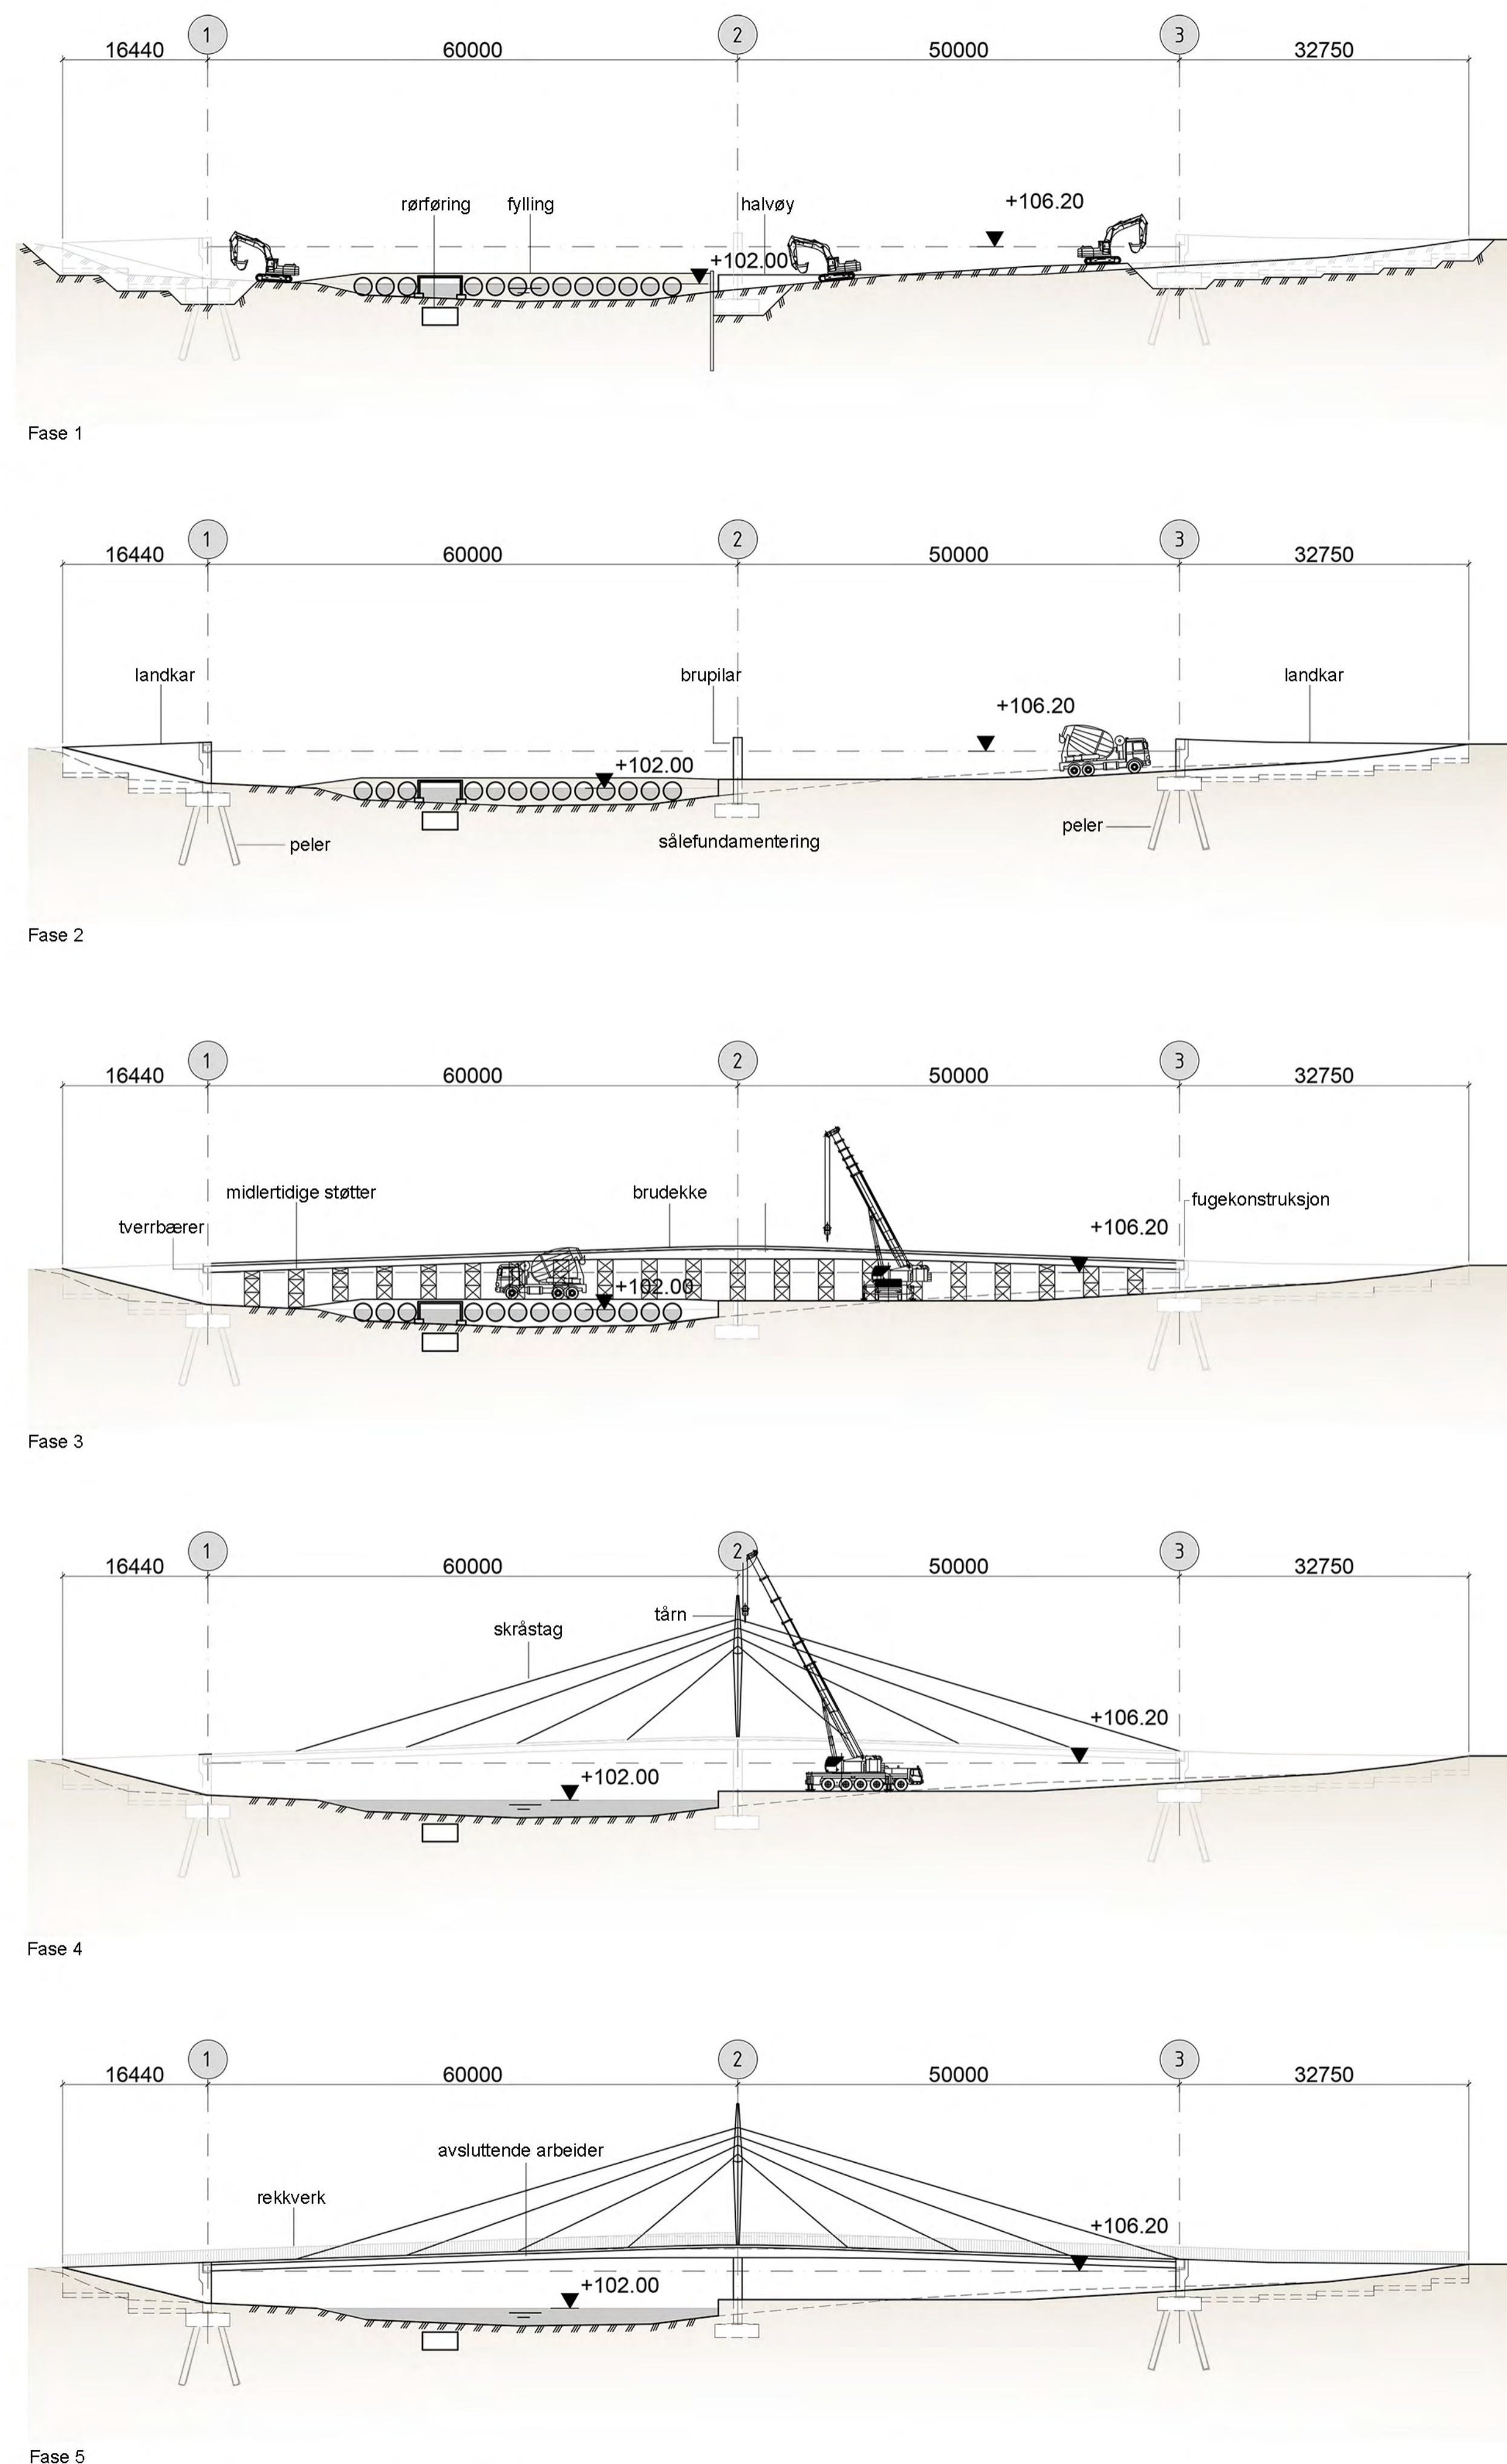 1 2 3
16440 60000 50000 32750
rørføring fylling halvøy +106.20
+102.00
Fase 1
1 2 3
16440 60000 50000 32750
landkar brupilar landkar
+106.20
+102.00
peler
peler sålefundamentering
Fase 2
1 2 3
16440 60000 50000 32750
midlertidige støtter brudekke fugekonstruksjon
tverrbærer +106.20
+102.00
Fase 3
1 2 3
16440 60000 50000 32750
tårn
skråstag
+106.20
+102.00
Fase 4
1 2 3
16440 60000 50000 32750
avsluttende arbeider
rekkverk
+106.20
+102.00
Fase 5